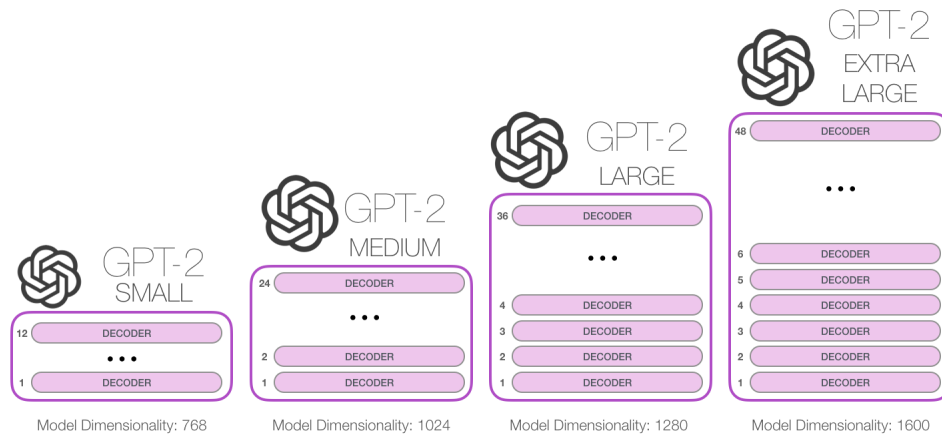 GPT-2
SMALL
12 DECODER
•••
1 DECODER
Model Dimensionality: 768
GPT-2
MEDIUM
24 DECODER
•••
2 DECODER
1 DECODER
Model Dimensionality: 1024
GPT-2
LARGE
36 DECODER
•••
4 DECODER
3 DECODER
2 DECODER
1 DECODER
Model Dimensionality: 1280
GPT-2
EXTRA
LARGE
48 DECODER
•••
6 DECODER
5 DECODER
4 DECODER
3 DECODER
2 DECODER
1 DECODER
Model Dimensionality: 1600